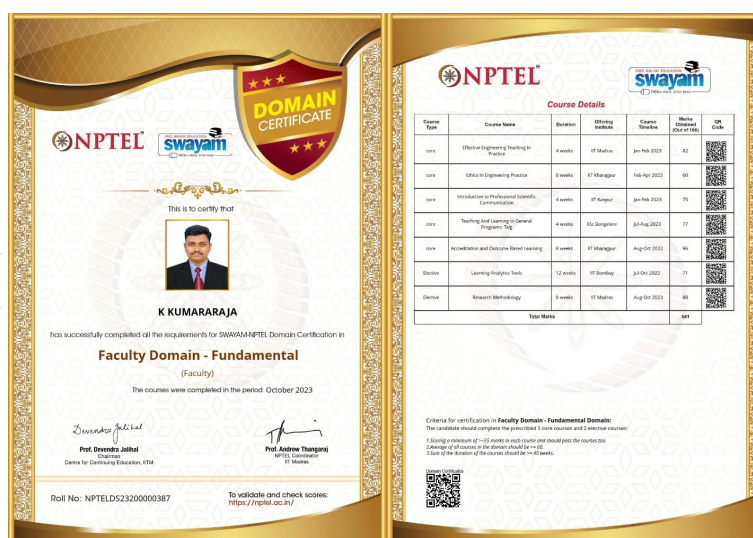 DOMAIN
CERTIFICATE
NPTEL
FREE ONLINE EDUCATION
swayam
This is to certify that
K KUMARARAJA
has successfully completed all the requirements for SWAYAM-NPTEL Domain Certification in
Faculty Domain - Fundamental
(Faculty)
The courses were completed in the period October 2023
Devendra Jalihal
Prof. Devendra Jalihal
Chairman
Centre for Continuing Education, IITM
Prof. Andrew Thangaraj
NPTEL Coordinator
IIT Madras
Roll No: NPTELDS23200000387
To validate and check scores:
https://nptel.ac.in/
NPTEL
FREE ONLINE EDUCATION
swayam
Course Details
Course Type Course Name Duration Offering Institute Course Timeline Marks Obtained (Out of 100) QR Code
core Effective Engineering Teaching In Practice 4 weeks IIT Madras Jan-Feb 2023 82
core Ethics in Engineering Practice 8 weeks IIT Kharagpur Feb-Apr 2023 60
core Introduction to Professional Scientific Communication 4 weeks IIT Kanpur Jan-Feb 2023 75
core Teaching And Learning in General Programs: Talg 4 weeks IISc Bangalore Jul-Aug 2023 77
core Accreditation and Outcome Based Learning 8 weeks IIT Kharagpur Aug-Oct 2022 96
Elective Learning Analytics Tools 12 weeks IIT Bombay Jul-Oct 2022 71
Elective Research Methodology 8 weeks IIT Madras Aug-Oct 2023 80
Total Marks 541
Criteria for certification in Faculty Domain - Fundamental Domain:
The candidate should complete the prescribed 5 core courses and 2 elective courses:
1.Scoring a minimum of >=55 marks in each course and should pass the courses too.
2.Average of all courses in the domain should be >= 60.
3.Sum of the duration of the courses should be >= 40 weeks.
Domain Certificates